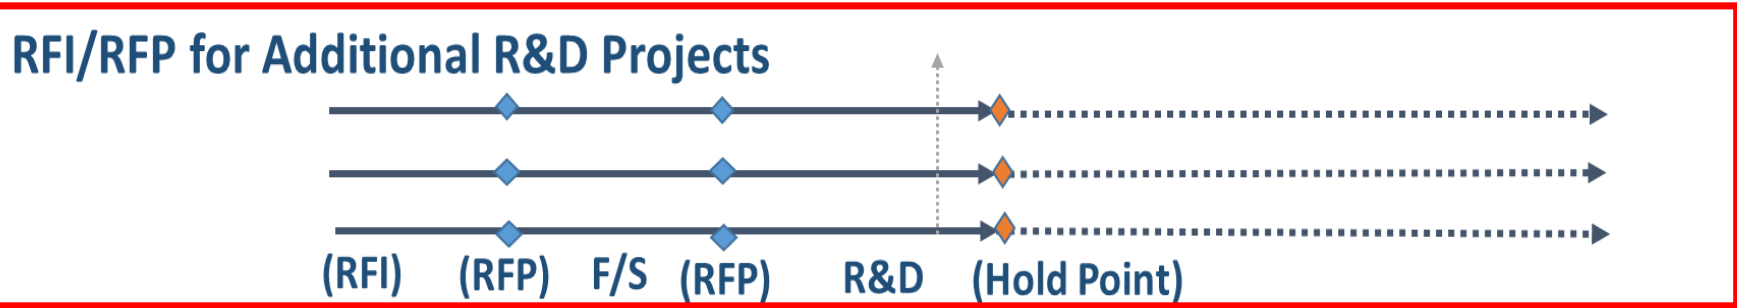 RFI/RFP for Additional R&D Projects
(RFI) (RFP) F/S (RFP) R&D (Hold Point)